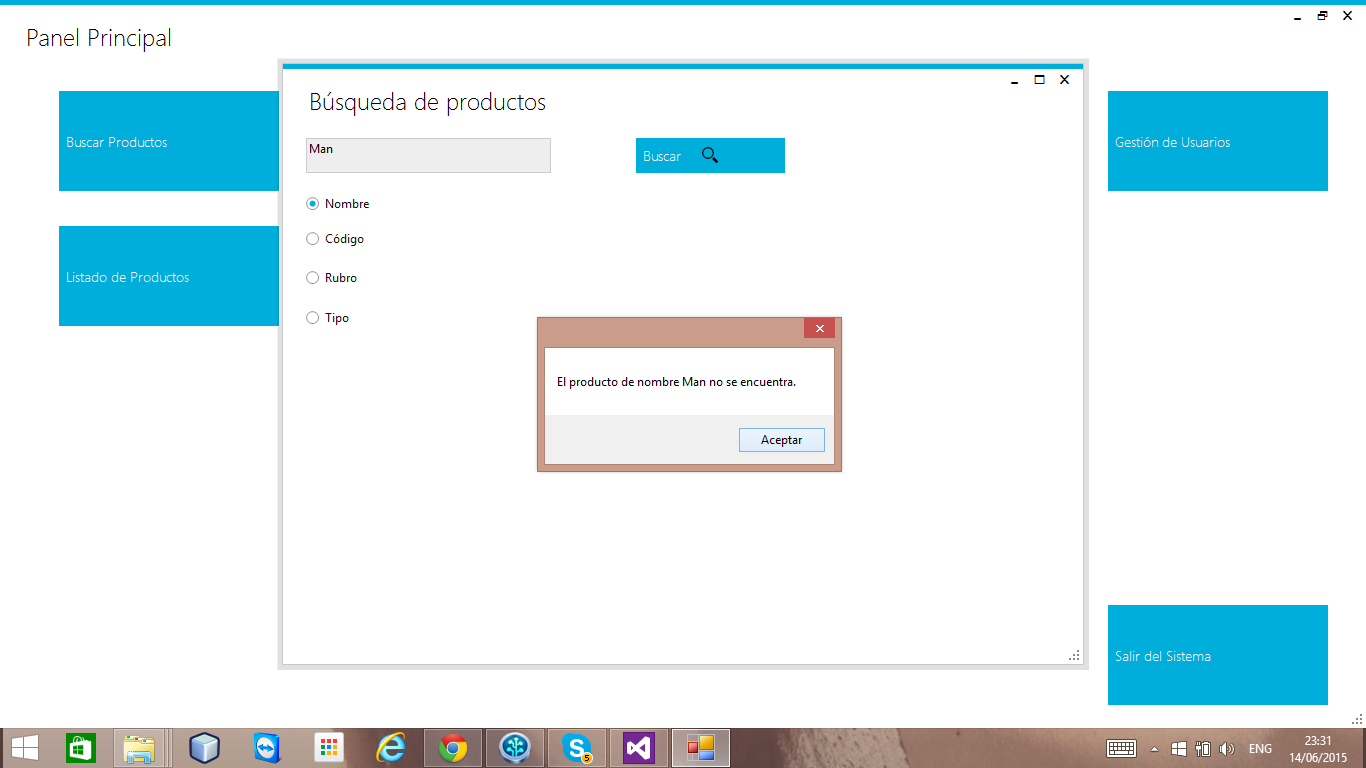 Panel Principal
Búsqueda de productos
Buscar Productos
Man
Buscar
Gestión de Usuarios
Nombre
Código
Listado de Productos
Rubro
Tipo
El producto de nombre Man no se encuentra.
Aceptar
Salir del Sistema
5
ENG
23:31
14/06/2015